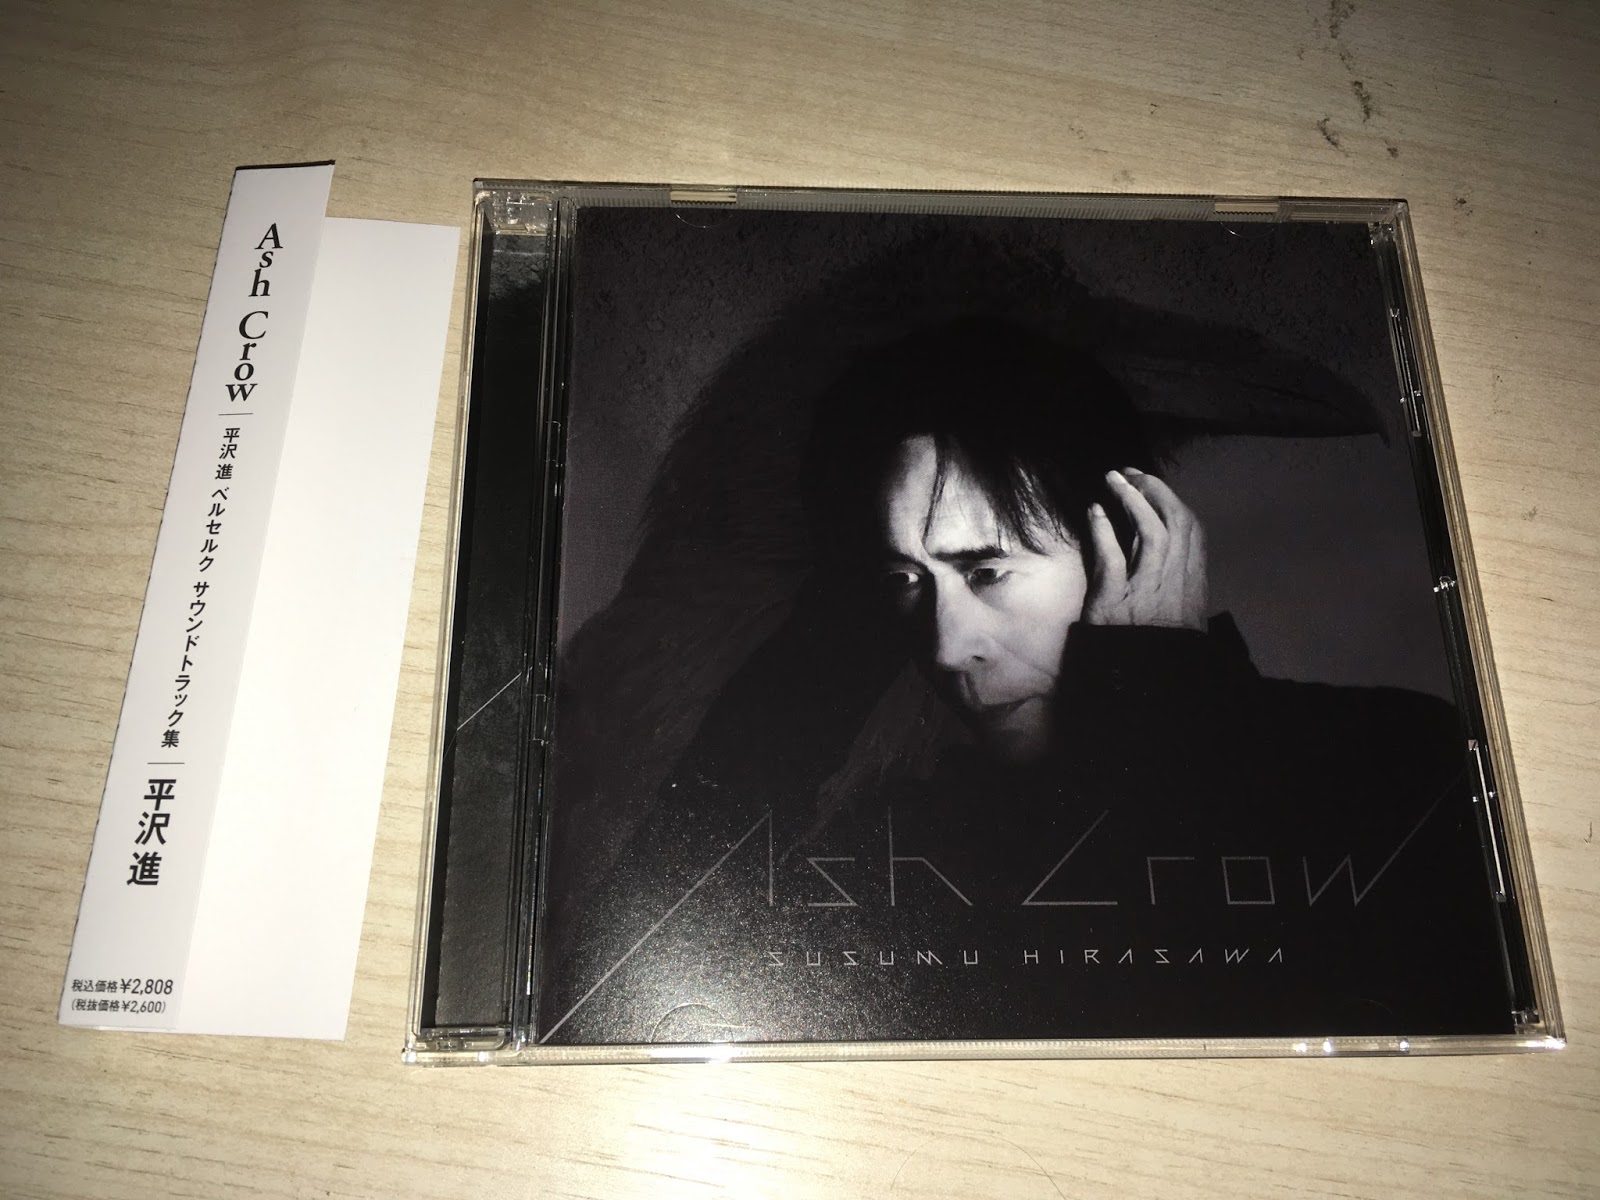 Ash Crow
平沢進 ベルセルク サウンドトラック集
平沢進
税込価格¥2,808
(税抜価格¥2,600)
Ash Crow
SUSUMU HIRASAWA